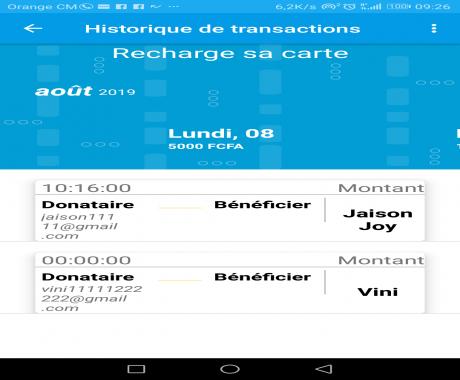 Orange CM 6,2K/s 4G 100 09:26
Historique de transactions
Recharge sa carte
août 2019
Lundi, 08
5000 FCFA
10:16:00 Montant
Donataire Bénéficier Jaison
jaison111 Joy
11@gmail
.com
00:00:00 Montant
Donataire Bénéficier
vini11111222 Vini
222@gmail
.com